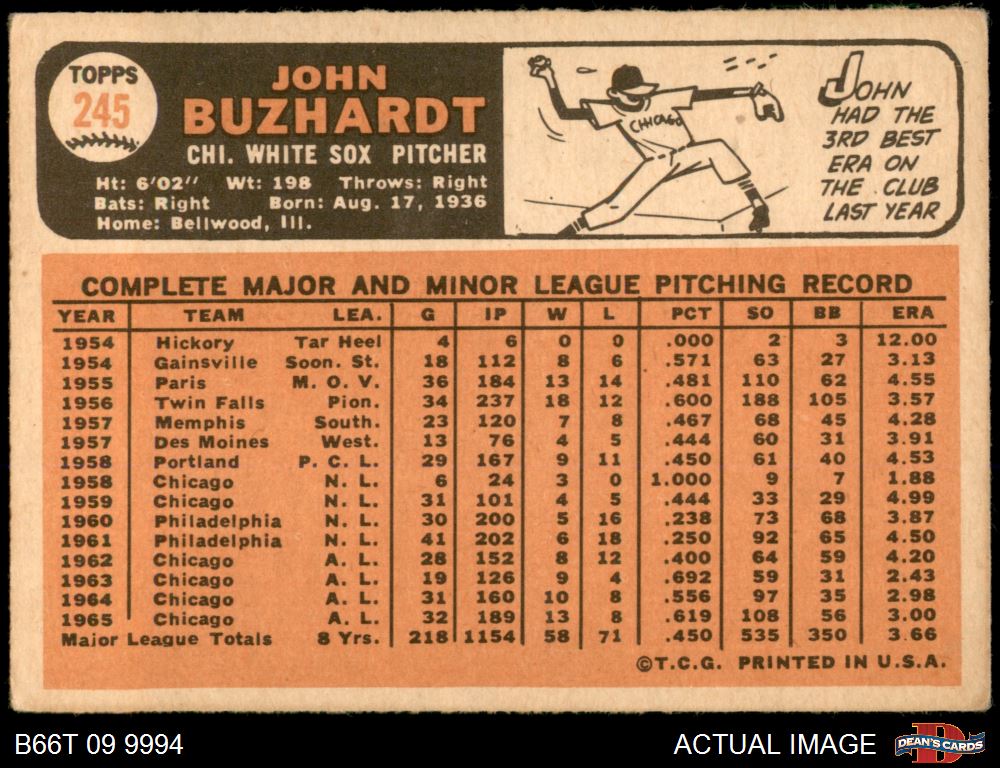 TOPPS
245
JOHN
BUZHARDT
CHI. WHITE SOX PITCHER
Ht: 6'02" Wt: 198 Throws: Right
Bats: Right Born: Aug. 17, 1936
Home: Bellwood, Ill.
CHICAGO
JOHN
HAD THE
3RD BEST
ERA ON
THE CLUB
LAST YEAR
COMPLETE MAJOR AND MINOR LEAGUE PITCHING RECORD
YEAR TEAM LEA. G IP W L PCT SO BB ERA
1954 Hickory Tar Heel 4 6 0 0 .000 2 3 12.00
1954 Gainsville Soon. St. 18 112 8 6 .571 63 27 3.13
1955 Paris M. O. V. 36 184 13 14 .481 110 62 4.55
1956 Twin Falls Pion. 34 237 18 12 .600 188 105 3.57
1957 Memphis South. 23 120 7 8 .467 68 45 4.28
1957 Des Moines West. 13 76 4 5 .444 60 31 3.91
1958 Portland P. C. L. 29 167 9 11 .450 61 40 4.53
1958 Chicago N. L. 6 24 3 0 1.000 9 7 1.88
1959 Chicago N. L. 31 101 4 5 .444 33 29 4.99
1960 Philadelphia N. L. 30 200 5 16 .238 73 68 3.87
1961 Philadelphia N. L. 41 202 6 18 .250 92 65 4.50
1962 Chicago A. L. 28 152 8 12 .400 64 59 4.20
1963 Chicago A. L. 19 126 9 4 .692 59 31 2.43
1964 Chicago A. L. 31 160 10 8 .556 97 35 2.98
1965 Chicago A. L. 32 189 13 8 .619 108 56 3.00
Major League Totals 8 Yrs. 218 1154 58 71 .450 535 350 3.66
©T.C.G. PRINTED IN U.S.A.
B66T 09 9994
ACTUAL IMAGE
DEAN'S CARDS